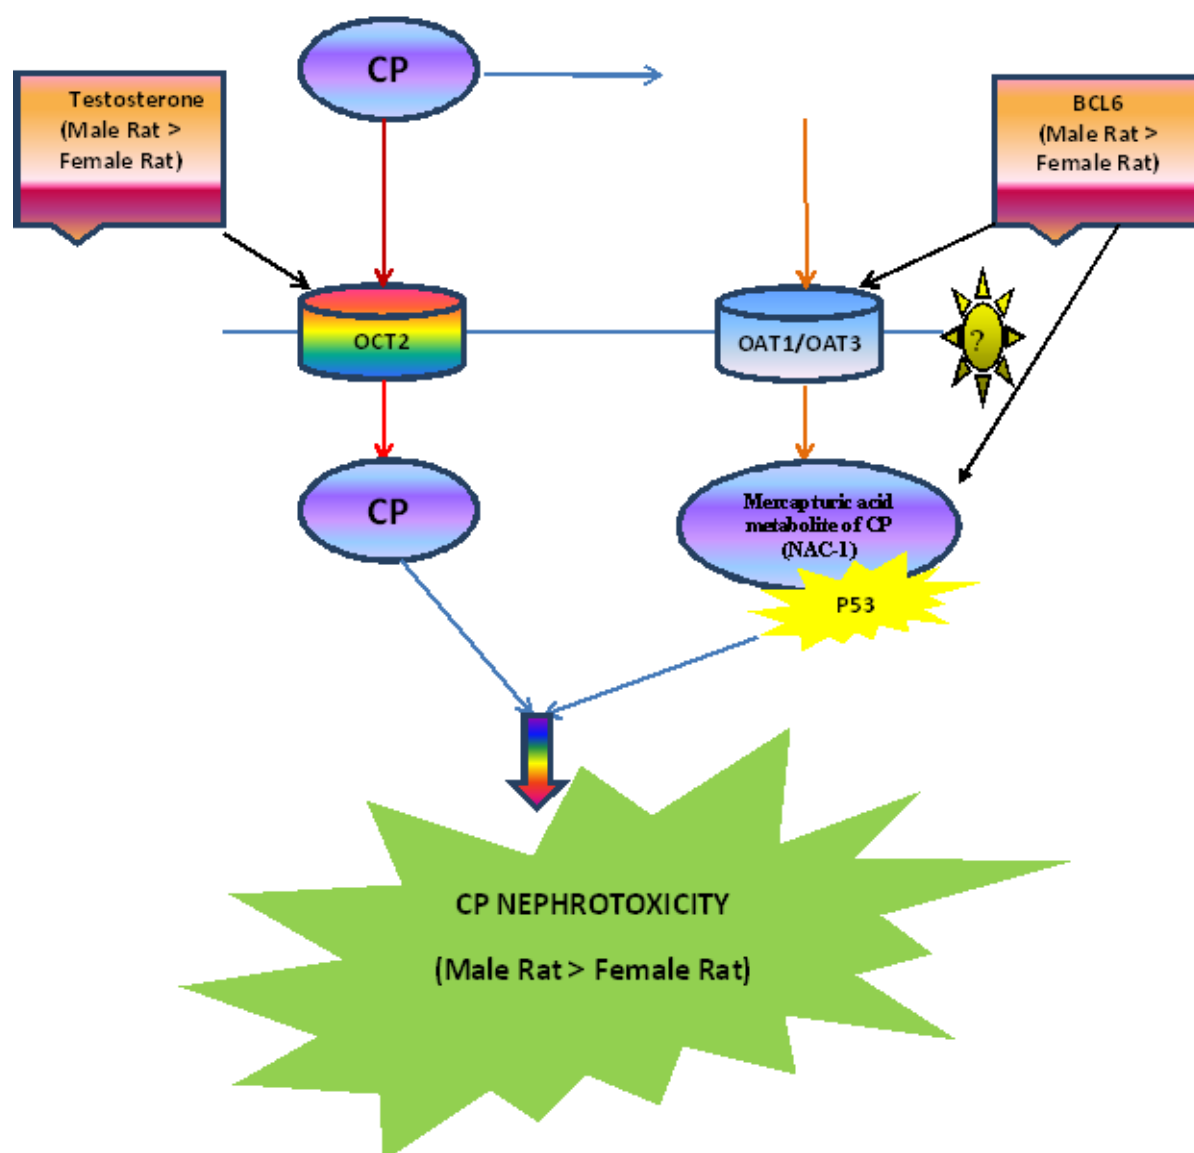 CP
Testosterone
(Male Rat >
Female Rat)
BCL6
(Male Rat >
Female Rat)
OCT2
OAT1/OAT3
?
CP
Mercapturic acid
metabolite of CP
(NAC-1)
P53
CP NEPHROTOXICITY
(Male Rat > Female Rat)